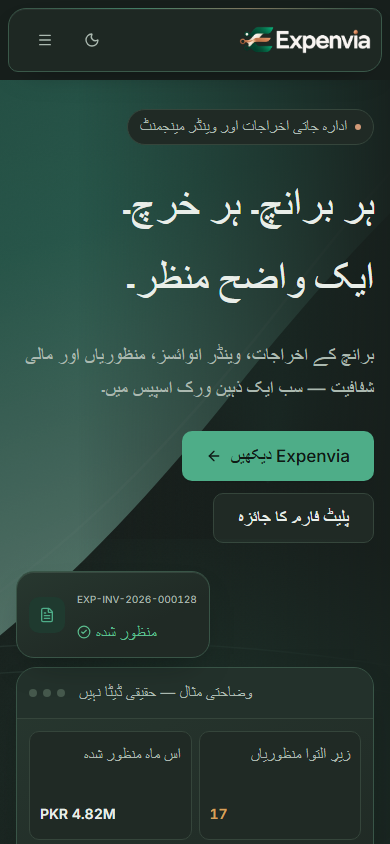 Expenvia
ادارہ جاتی اخراجات اور وینڈر مینجمنٹ
ہر برانچ۔ ہر خرچ۔
ایک واضح منظر۔
برانچ کے اخراجات، وینڈر انوائسز، منظوریاں اور مالی
شفافیت — سب ایک ذہین ورک اسپیس میں۔
Expenvia دیکھیں ←
پلیٹ فارم کا جائزہ
EXP-INV-2026-000128
منظور شدہ
وضاحتی مثال — حقیقی ڈیٹا نہیں
زیرِ التوا منظوریاں
17
اس ماہ منظور شدہ
PKR 4.82M